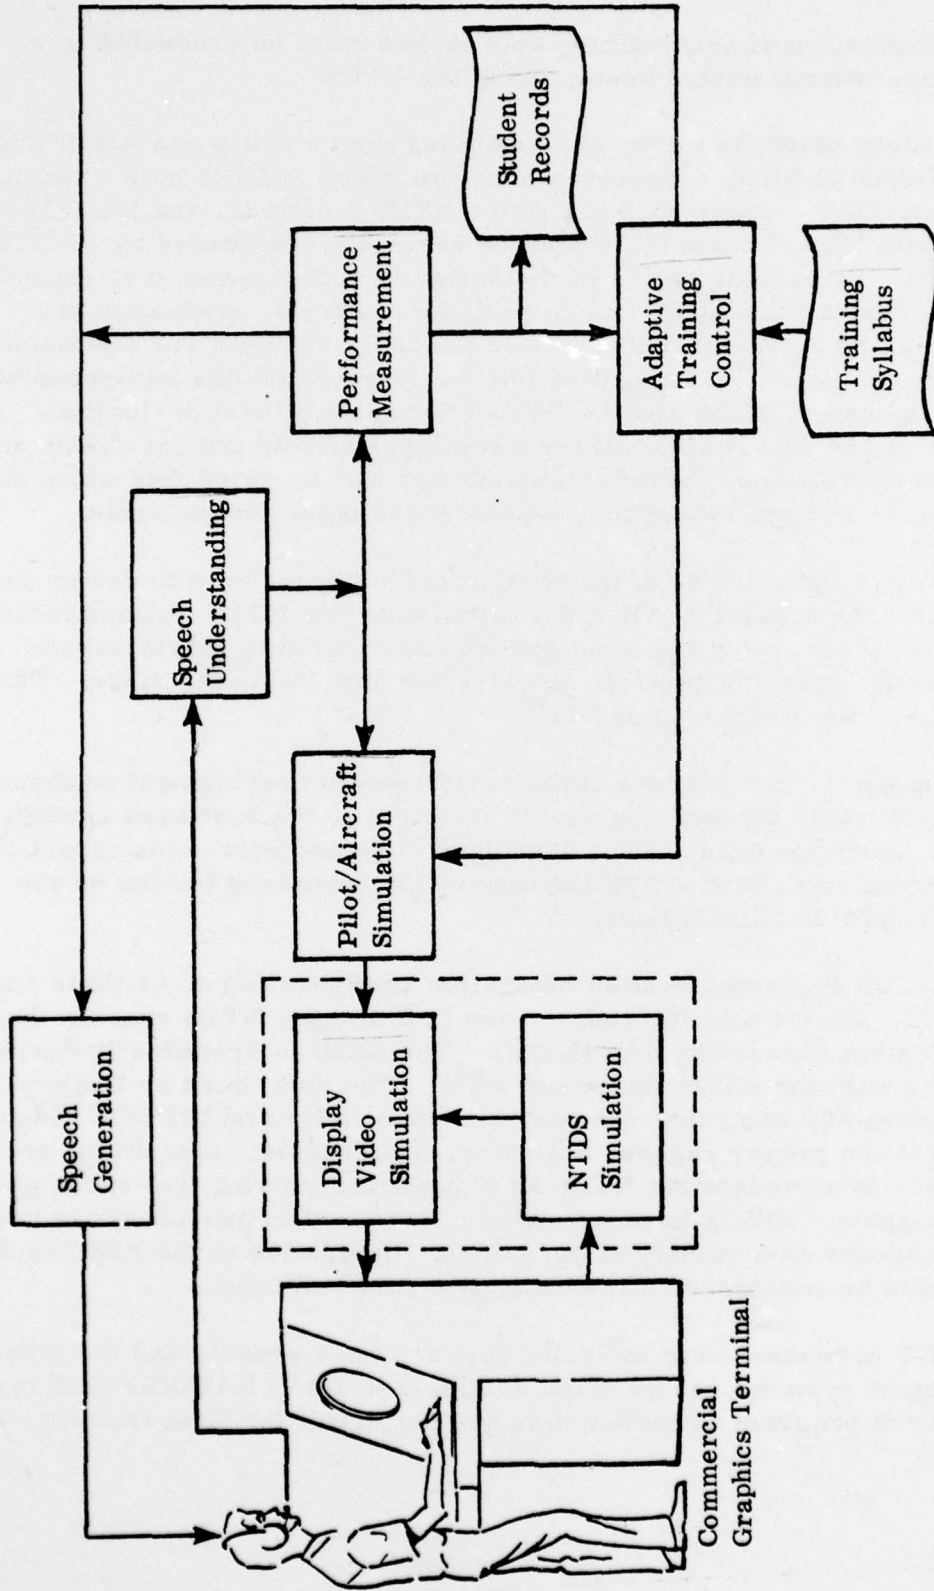 Speech
Generation
Speech
Understanding
Display
Video
Simulation
Pilot/Aircraft
Simulation
Performance
Measurement
Student
Records
NTDS
Simulation
Adaptive
Training
Control
Training
Syllabus
Commercial
Graphics Terminal